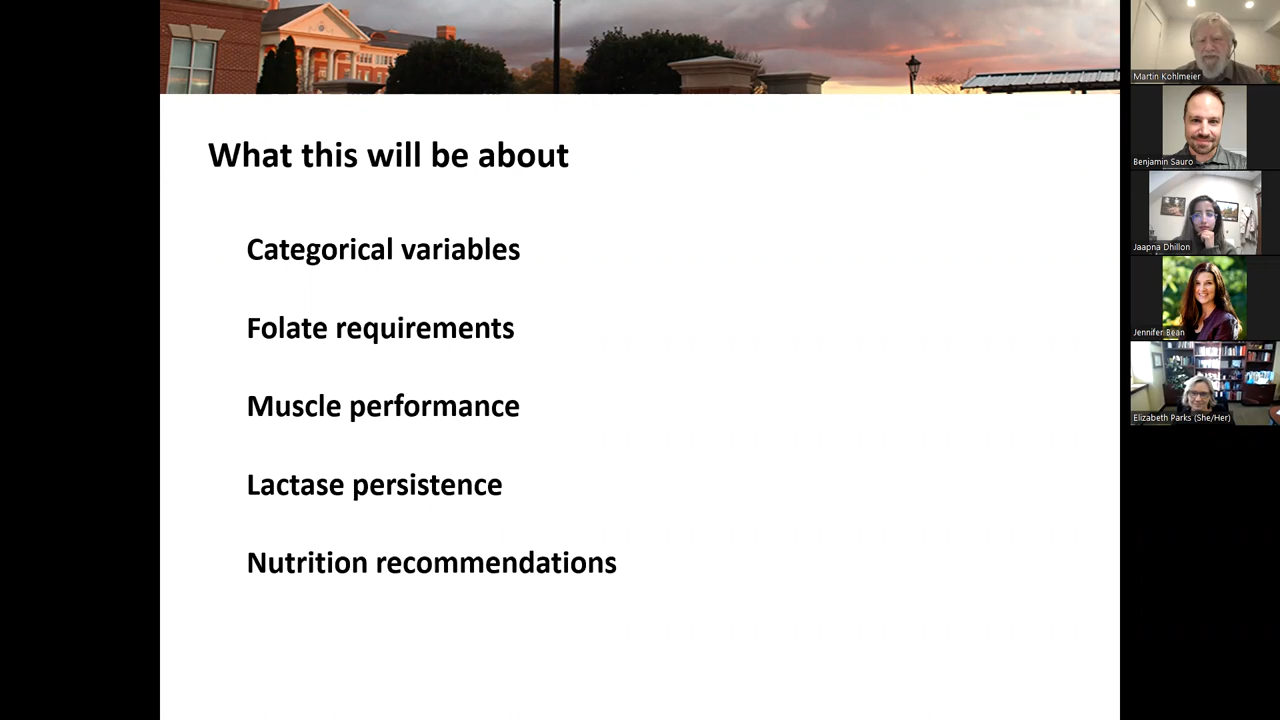 What this will be about
Categorical variables
Folate requirements
Muscle performance
Lactase persistence
Nutrition recommendations
Martin Kohlmeier
Benjamin Sauro
Jaapna Dhillon
Jennifer Bean
Elizabeth Parks (She/Her)